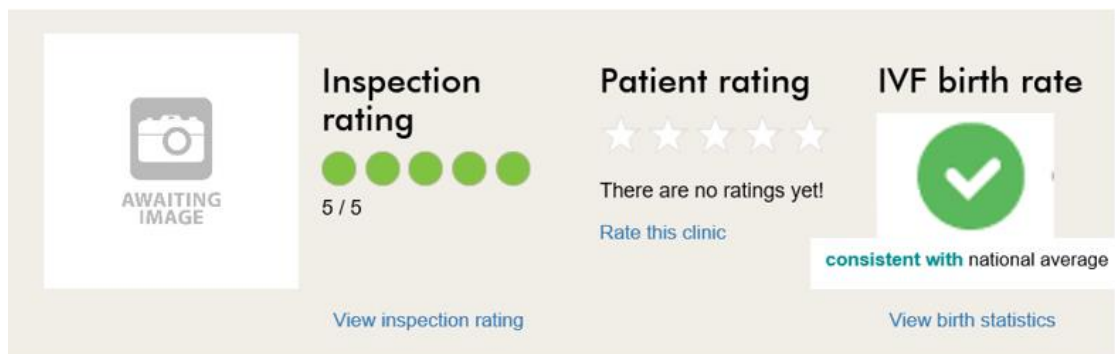 AWAITING
IMAGE
Inspection
rating
5 / 5
View inspection rating
Patient rating
There are no ratings yet!
Rate this clinic
IVF birth rate
consistent with national average
View birth statistics